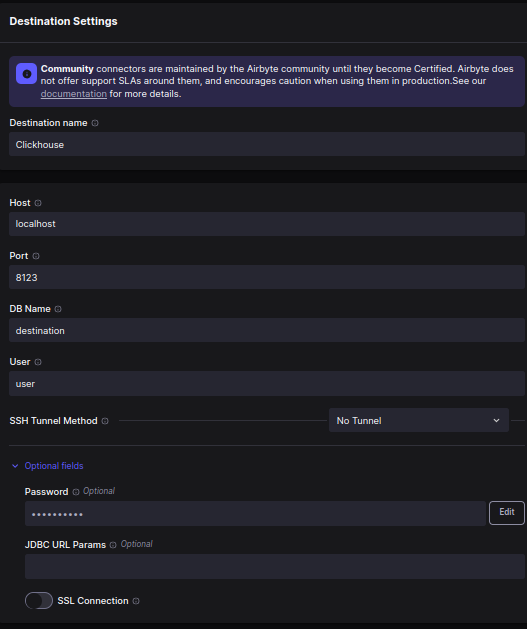 Destination Settings
Community connectors are maintained by the Airbyte community until they become Certified. Airbyte does
not offer support SLAs around them, and encourages caution when using them in production.See our
documentation for more details.
Destination name
Clickhouse
Host
localhost
Port
8123
DB Name
destination
User
user
SSH Tunnel Method
No Tunnel
Optional fields
Password Optional
••••••••••
Edit
JDBC URL Params Optional
SSL Connection